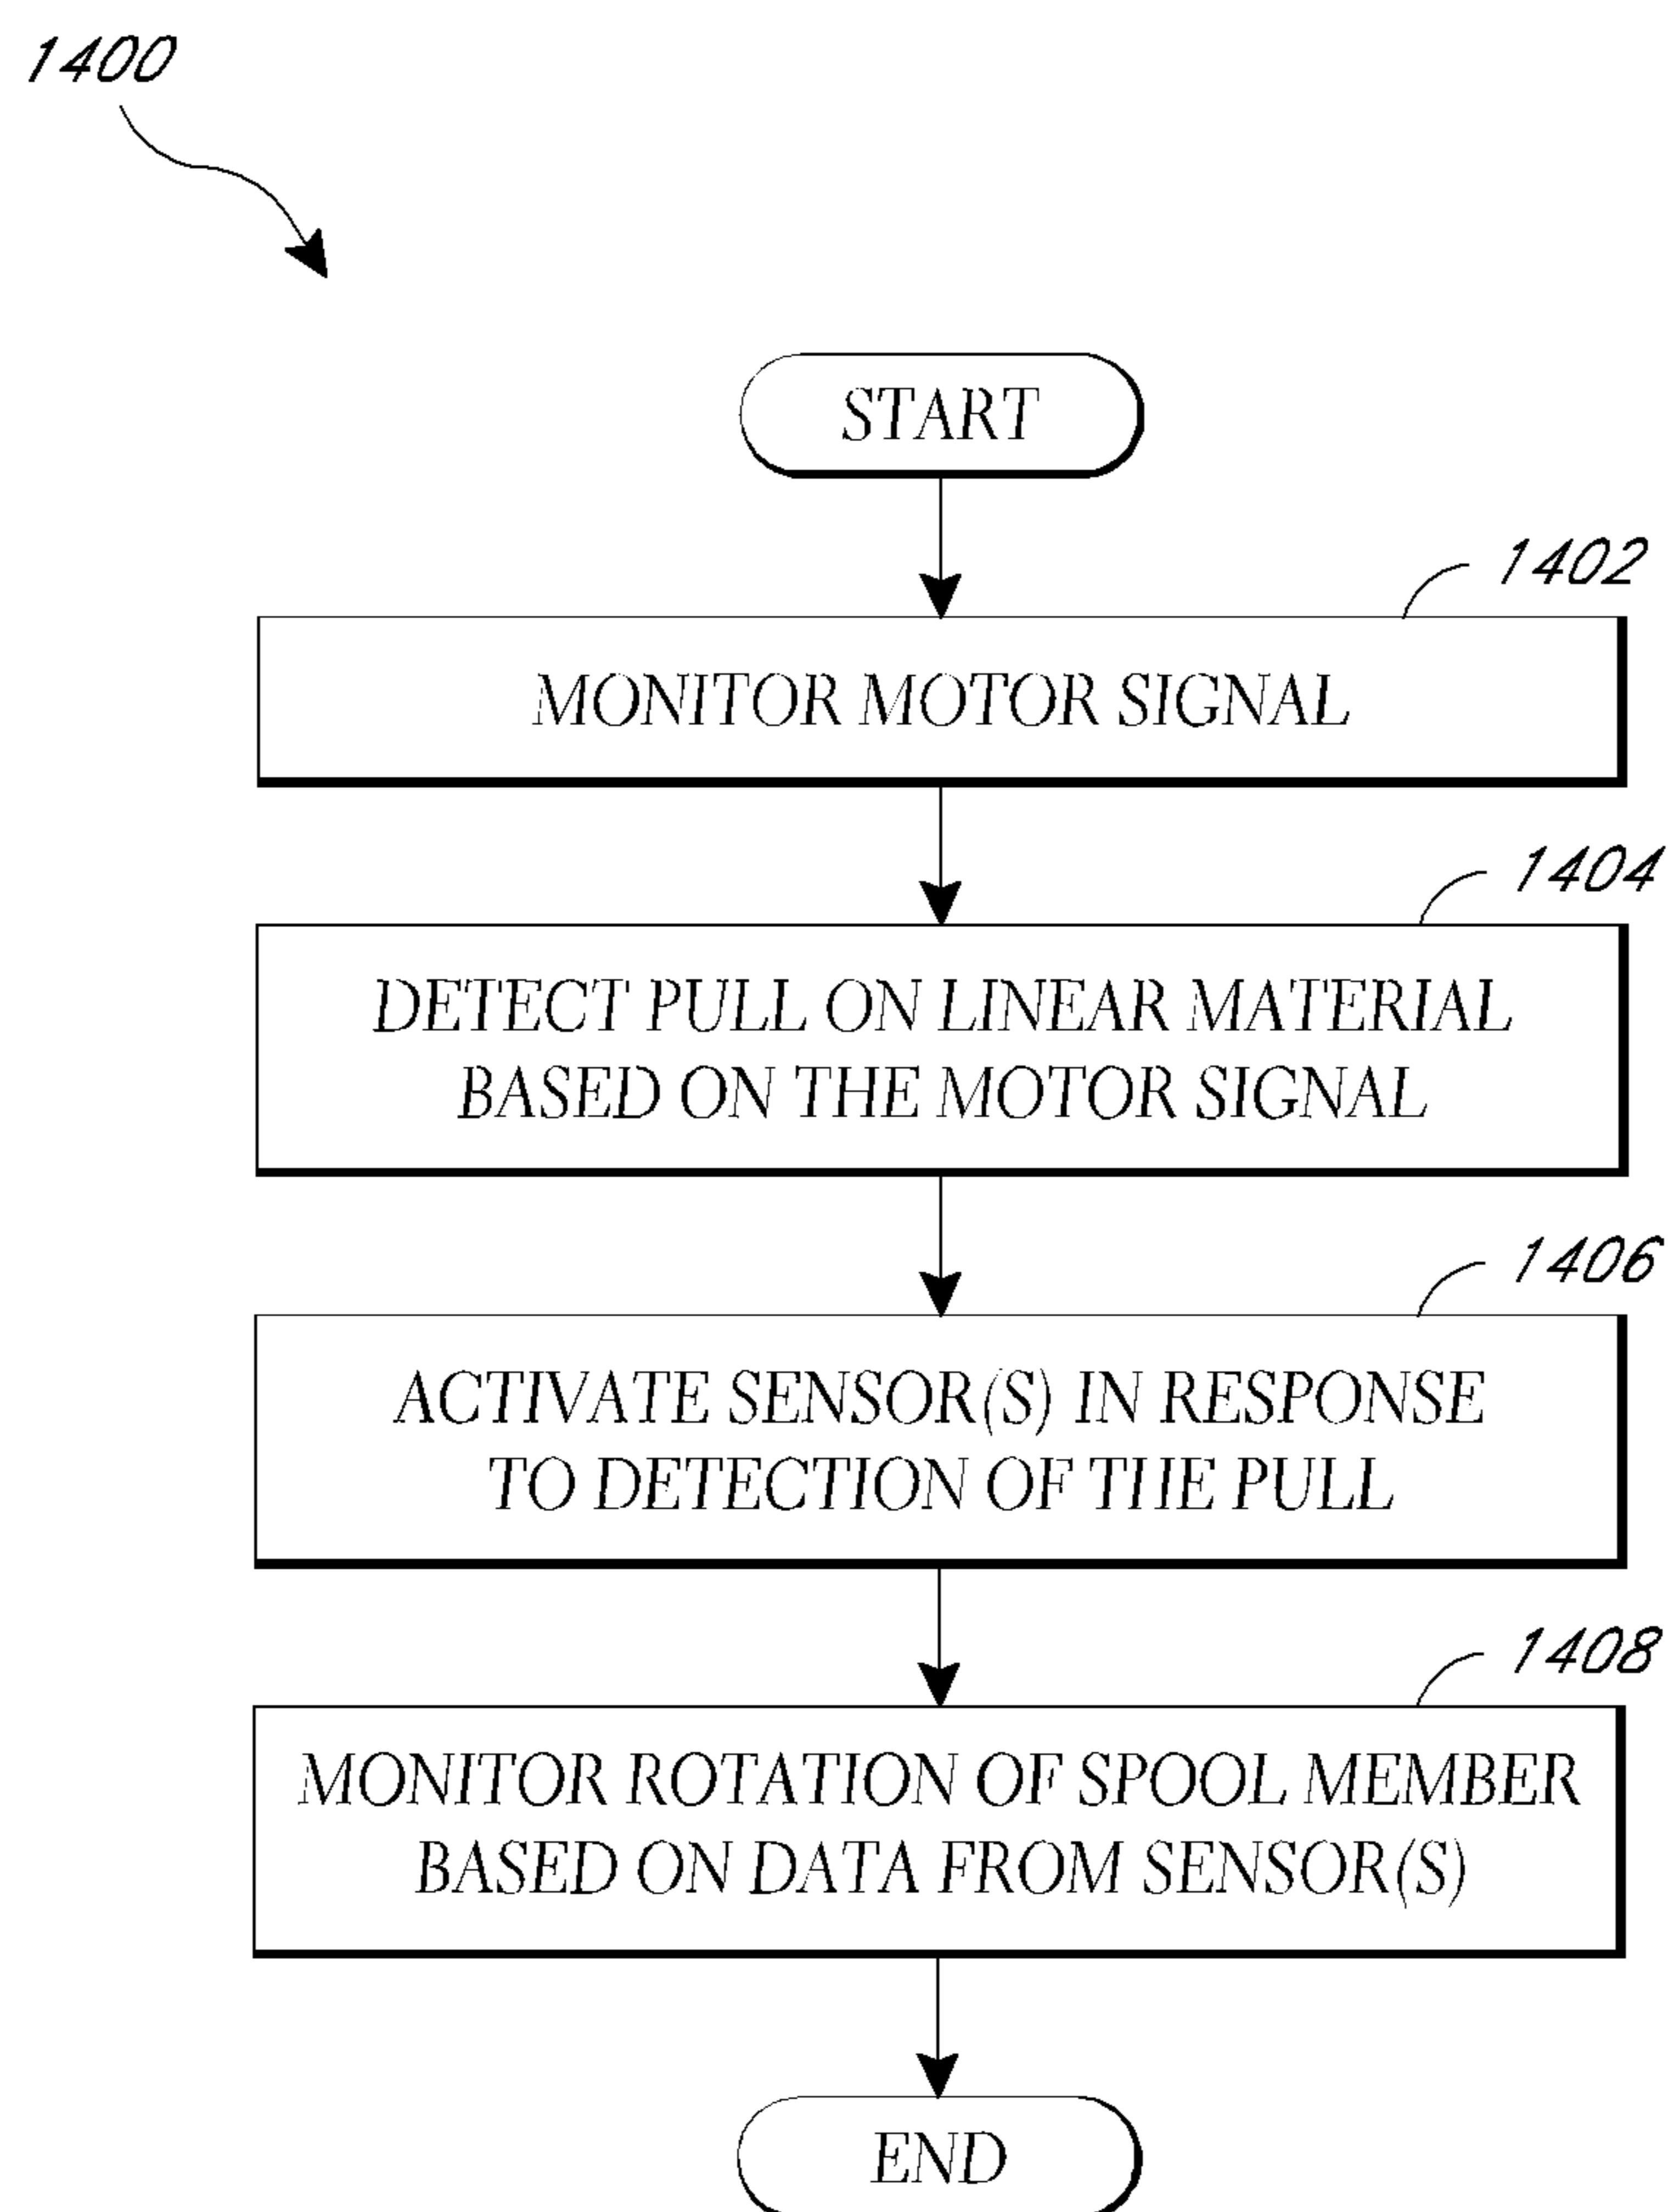 1400
START
1402
MONITOR MOTOR SIGNAL
1404
DETECT PULL ON LINEAR MATERIAL
BASED ON THE MOTOR SIGNAL
1406
ACTIVATE SENSOR(S) IN RESPONSE
TO DETECTION OF THE PULL
1408
MONITOR ROTATION OF SPOOL MEMBER
BASED ON DATA FROM SENSOR(S)
END